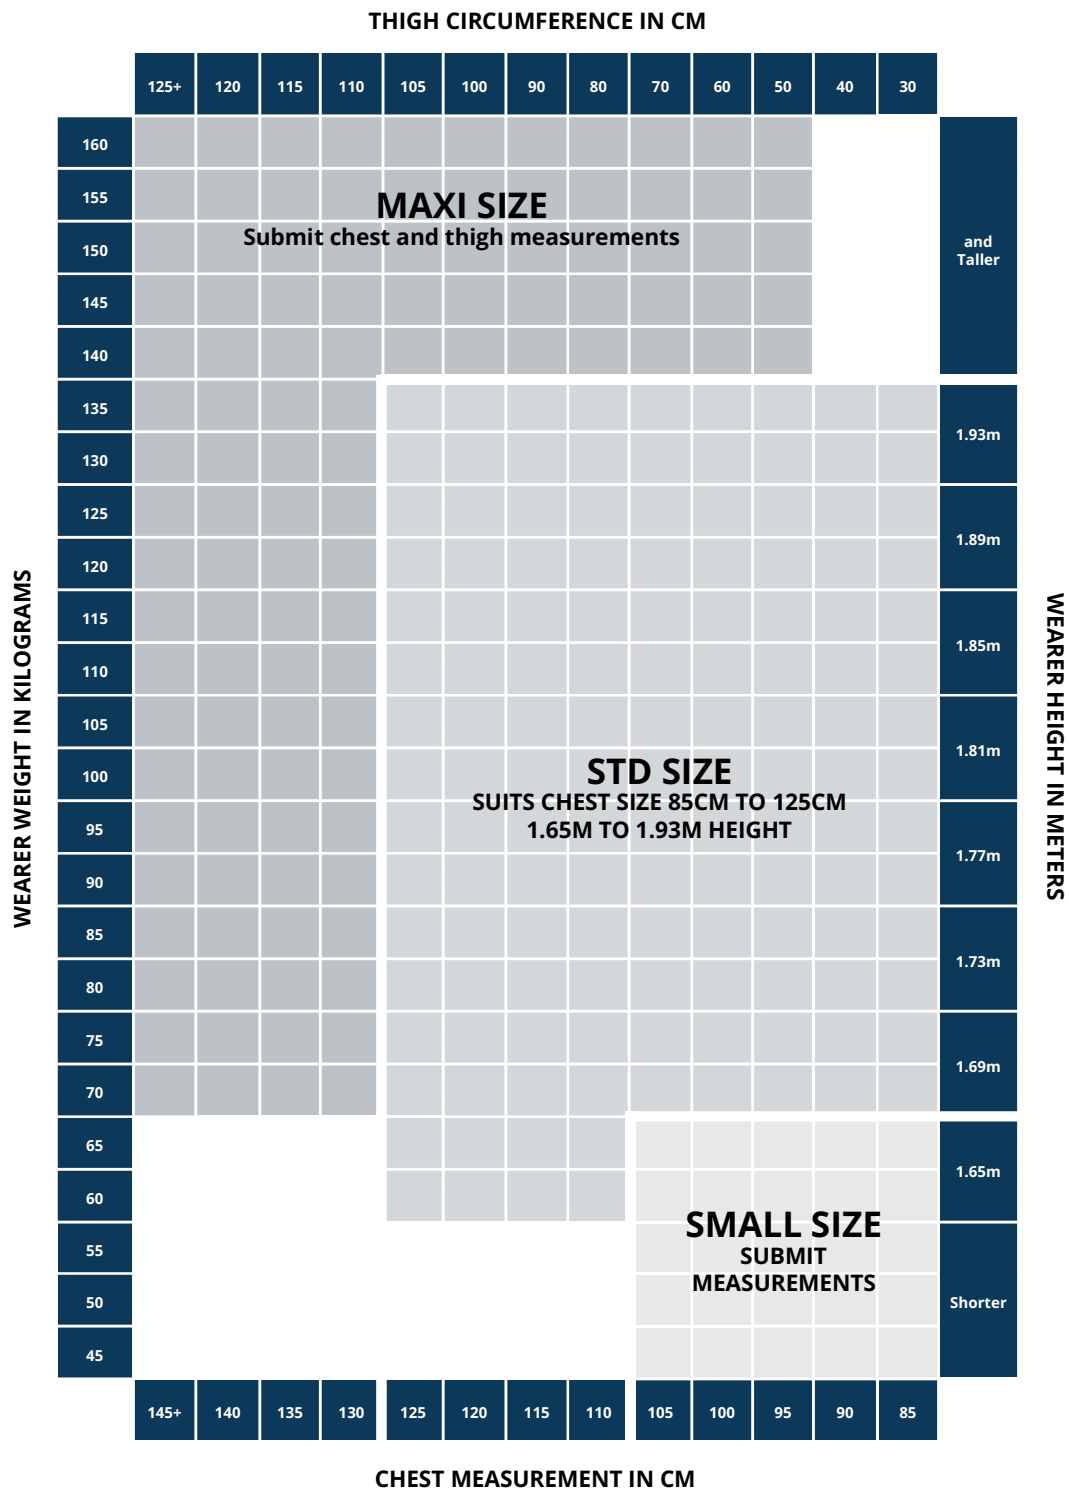 THIGH CIRCUMFERENCE IN CM
125+ 120 115 110 105 100 90 80 70 60 50 40 30
160
155
150
145
140
135
130
125
120
115
110
105
100
95
90
85
80
75
70
65
60
55
50
45
WEARER WEIGHT IN KILOGRAMS
MAXI SIZE
Submit chest and thigh measurements
STD SIZE
SUITS CHEST SIZE 85CM TO 125CM
1.65M TO 1.93M HEIGHT
SMALL SIZE
SUBMIT
MEASUREMENTS
and
Taller
1.93m
1.89m
1.85m
1.81m
1.77m
1.73m
1.69m
1.65m
Shorter
WEARER HEIGHT IN METERS
145+ 140 135 130 125 120 115 110 105 100 95 90 85
CHEST MEASUREMENT IN CM